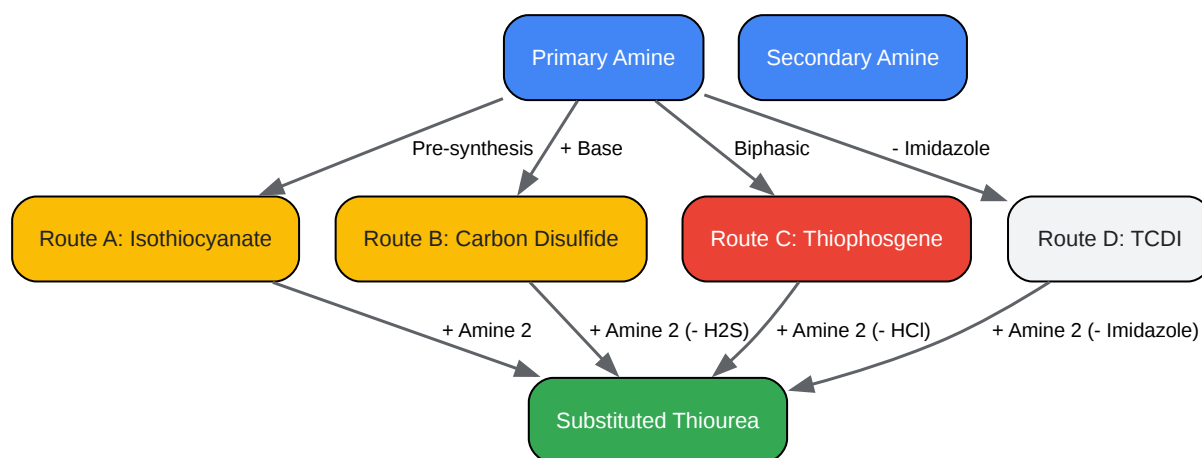 Primary Amine
Secondary Amine
Pre-synthesis
+ Base
Biphasic
- Imidazole
Route A: Isothiocyanate
Route B: Carbon Disulfide
Route C: Thiophosgene
Route D: TCDI
+ Amine 2
+ Amine 2 (- H2S)
+ Amine 2 (- HCl)
+ Amine 2 (- Imidazole)
Substituted Thiourea